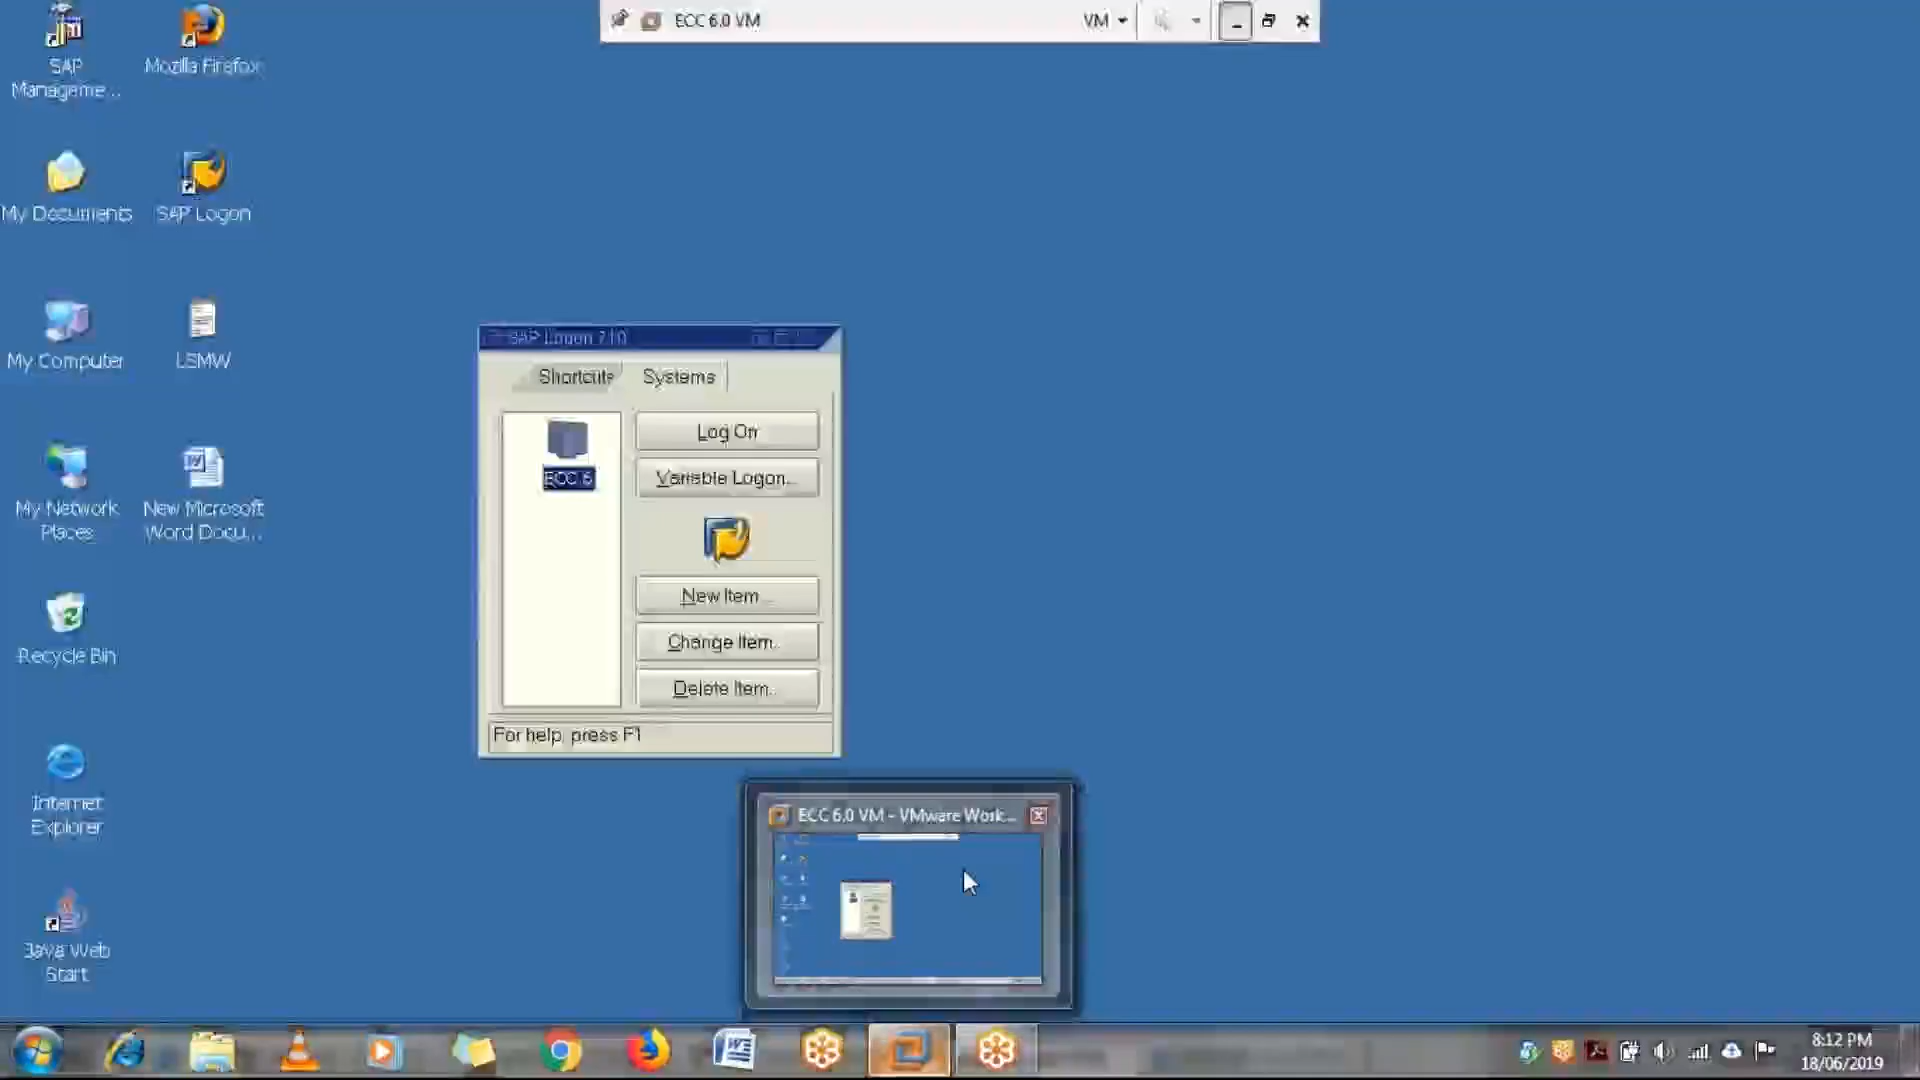 ECC 6.0 VM
VM
SAP
Manageme...
Mozilla Firefox
My Documents
SAP Logon
My Computer
LSMW
My Network
Places
New Microsoft
Word Docu...
Recycle Bin
Internet
Explorer
Java Web
Start
SAP Logon 710
Shortcuts
Systems
ECC 6
Log On
Variable Logon...
New Item...
Change Item...
Delete Item...
For help, press F1
ECC 6.0 VM - VMware Work...
8:12 PM
18/06/2019